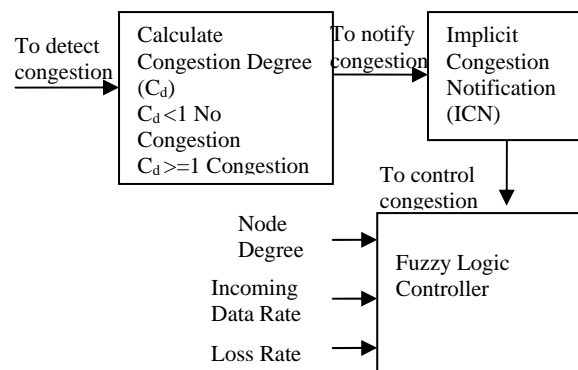 To detect
congestion
Calculate
Congestion Degree
(Cd)
Cd <1 No
Congestion
Cd >=1 Congestion
To notify
congestion
Implicit
Congestion
Notification
(ICN)
To control
congestion
Node
Degree
Incoming
Data Rate
Loss Rate
Fuzzy Logic
Controller